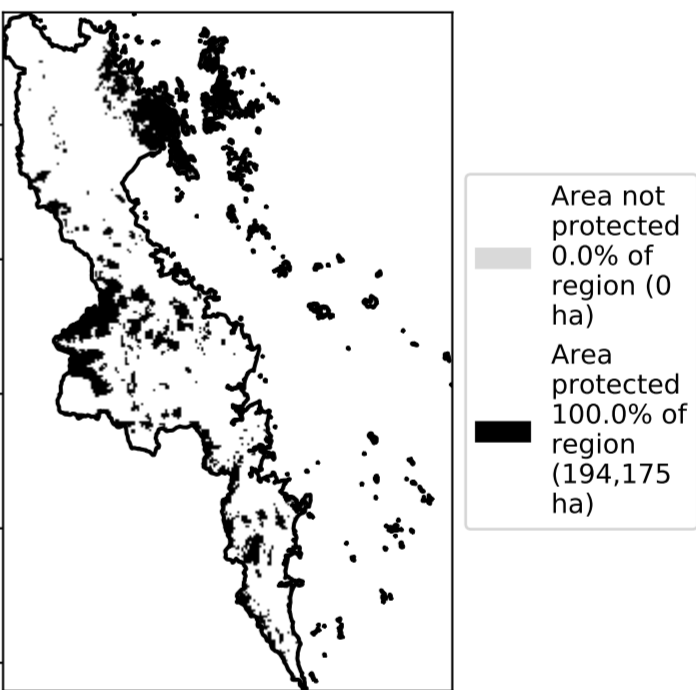 Area not
protected
0.0% of
region (0
ha)
Area
protected
100.0% of
region
(194,175
ha)